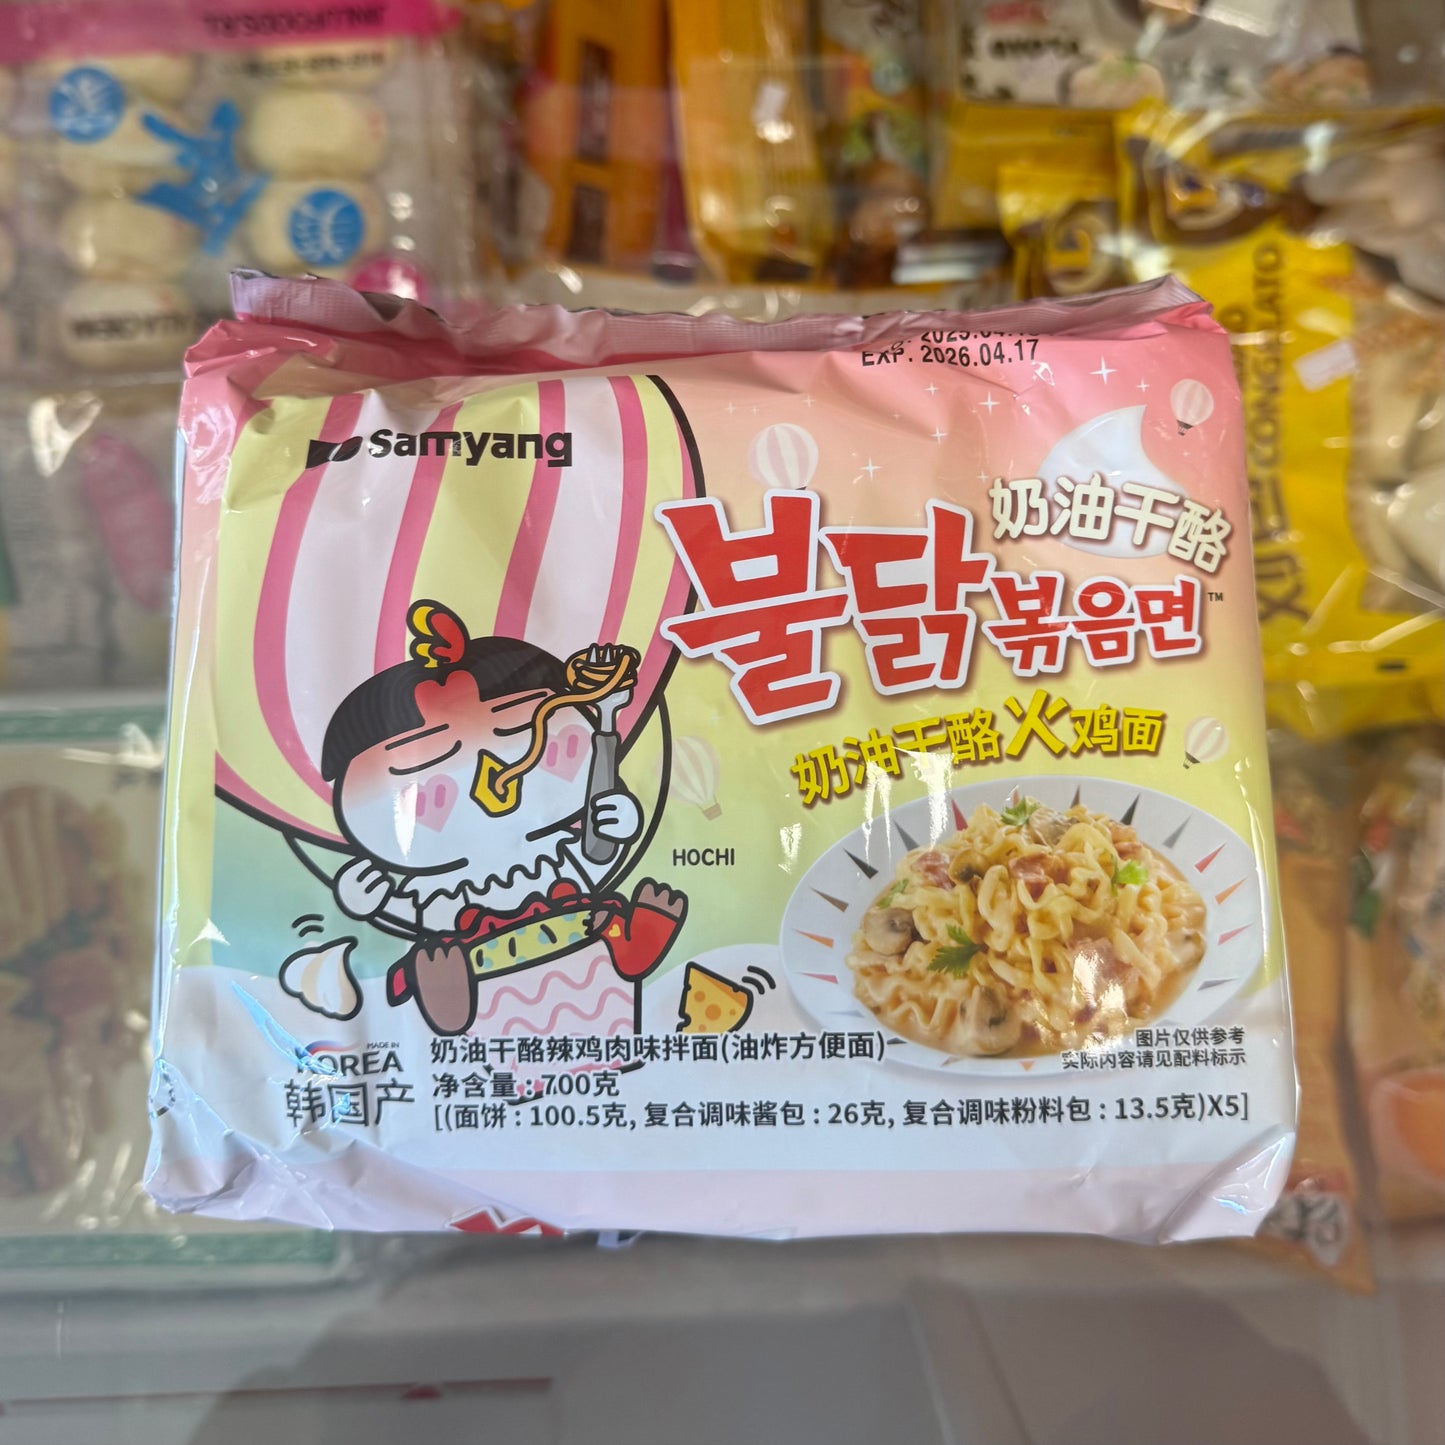 EXP. 2026.04.17
samyang
奶油干酪
불닭볶음면™
奶油干酪火鸡面
HOCHI
MADE IN
KOREA
韩国产
奶油干酪辣鸡肉味拌面(油炸方便面)
净含量:700克
[(面饼:100.5克, 复合调味酱包:26克, 复合调味粉料包:13.5克)X5]
图片仅供参考
实际内容请见配料标示